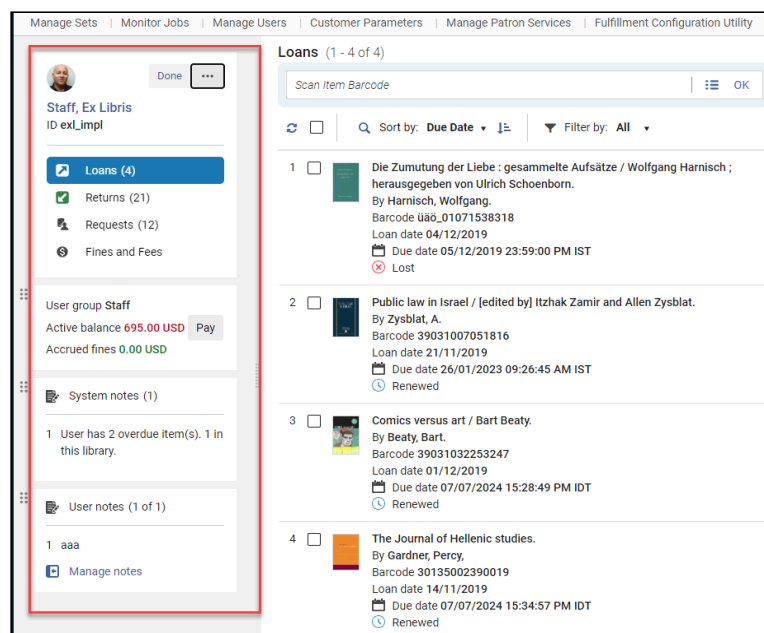 Manage Sets | Monitor Jobs | Manage Users | Customer Parameters | Manage Patron Services | Fulfillment Configuration Utility
Done ...
Staff, Ex Libris
ID exl_impl
Loans (4)
Returns (21)
Requests (12)
Fines and Fees
User group Staff
Active balance 695.00 USD Pay
Accrued fines 0.00 USD
System notes (1)
1 User has 2 overdue item(s). 1 in
this library.
User notes (1 of 1)
1 aaa
Manage notes
Loans (1 - 4 of 4)
Scan Item Barcode OK
Sort by: Due Date Filter by: All
1 Die Zumutung der Liebe : gesammelte Aufsätze / Wolfgang Harnisch ;
herausgegeben von Ulrich Schoenborn.
By Harnisch, Wolfgang.
Barcode üäö_01071538318
Loan date 04/12/2019
Due date 05/12/2019 23:59:00 PM IST
Lost
2 Public law in Israel / [edited by] Itzhak Zamir and Allen Zysblat.
By Zysblat, A.
Barcode 39031007051816
Loan date 21/11/2019
Due date 26/01/2023 09:26:45 AM IST
Renewed
3 Comics versus art / Bart Beaty.
By Beaty, Bart.
Barcode 39031032253247
Loan date 01/12/2019
Due date 07/07/2024 15:28:49 PM IDT
Renewed
4 The Journal of Hellenic studies.
By Gardner, Percy,
Barcode 30135002390019
Loan date 14/11/2019
Due date 07/07/2024 15:34:57 PM IDT
Renewed